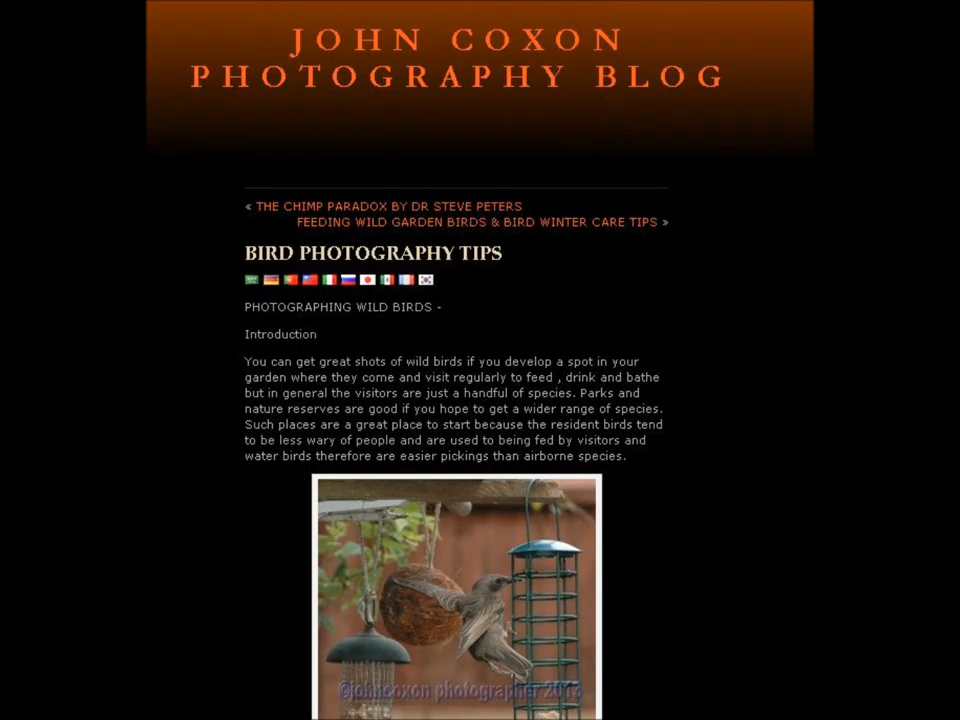 JOHN COXON
PHOTOGRAPHY BLOG
« THE CHIMP PARADOX BY DR STEVE PETERS
FEEDING WILD GARDEN BIRDS & BIRD WINTER CARE TIPS »
BIRD PHOTOGRAPHY TIPS
PHOTOGRAPHING WILD BIRDS -
Introduction
You can get great shots of wild birds if you develop a spot in your
garden where they come and visit regularly to feed , drink and bathe
but in general the visitors are just a handful of species. Parks and
nature reserves are good if you hope to get a wider range of species.
Such places are a great place to start because the resident birds tend
to be less wary of people and are used to being fed by visitors and
water birds therefore are easier pickings than airborne species.
©johncoxon photographer 2013